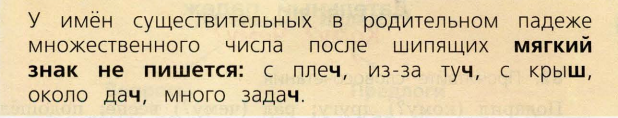 У имён существительных в родительном падеже
множественного числа после шипящих мягкий
знак не пишется: с плеч, из-за туч, с крыш,
около дач, много задач.